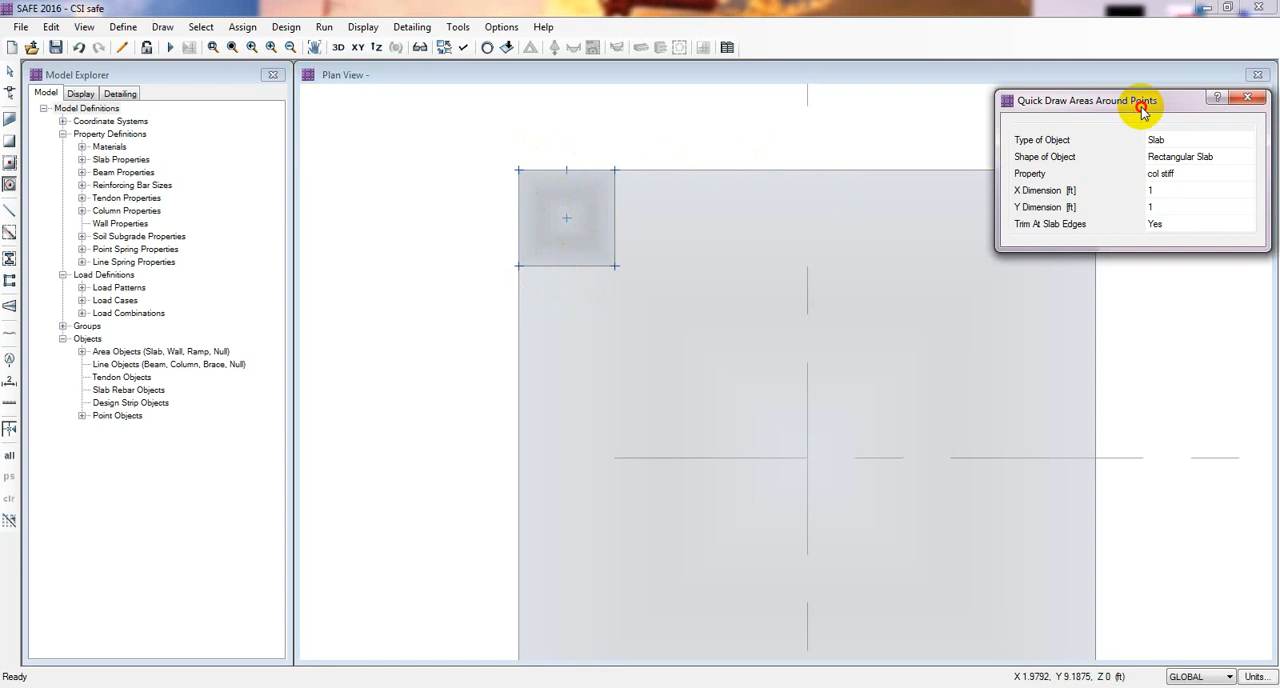 SAFE 2016 - CSI safe
File Edit View Define Draw Select Assign Design Run Display Detailing Tools Options Help
3D XY
Model Explorer
Plan View -
Model Display Detailing
Quick Draw Areas Around Points
Model Definitions
Coordinate Systems
Property Definitions
Type of Object Slab
Materials
Shape of Object Rectangular Slab
Slab Properties
Property col stiff
Beam Properties
X Dimension [ft] 1
Reinforcing Bar Sizes
Y Dimension [ft] 1
Tendon Properties
Trim At Slab Edges Yes
Column Properties
Wall Properties
Soil Subgrade Properties
Point Spring Properties
Line Spring Properties
Load Definitions
Load Patterns
Load Cases
Load Combinations
Groups
Objects
Area Objects (Slab, Wall, Ramp, Null)
Line Objects (Beam, Column, Brace, Null)
Tendon Objects
Slab Rebar Objects
Design Strip Objects
Point Objects
all
ps
clr
Ready
X 1.9792, Y 9.1875, Z 0 (ft)
GLOBAL
Units...